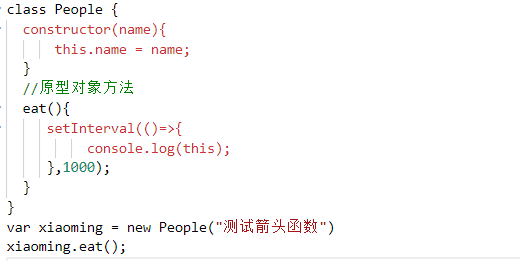 class People {
constructor(name){
this.name = name;
}
//原型对象方法
eat(){
setInterval(()=>{
console.log(this);
},1000);
}
}
var xiaoming = new People("测试箭头函数")
xiaoming.eat();